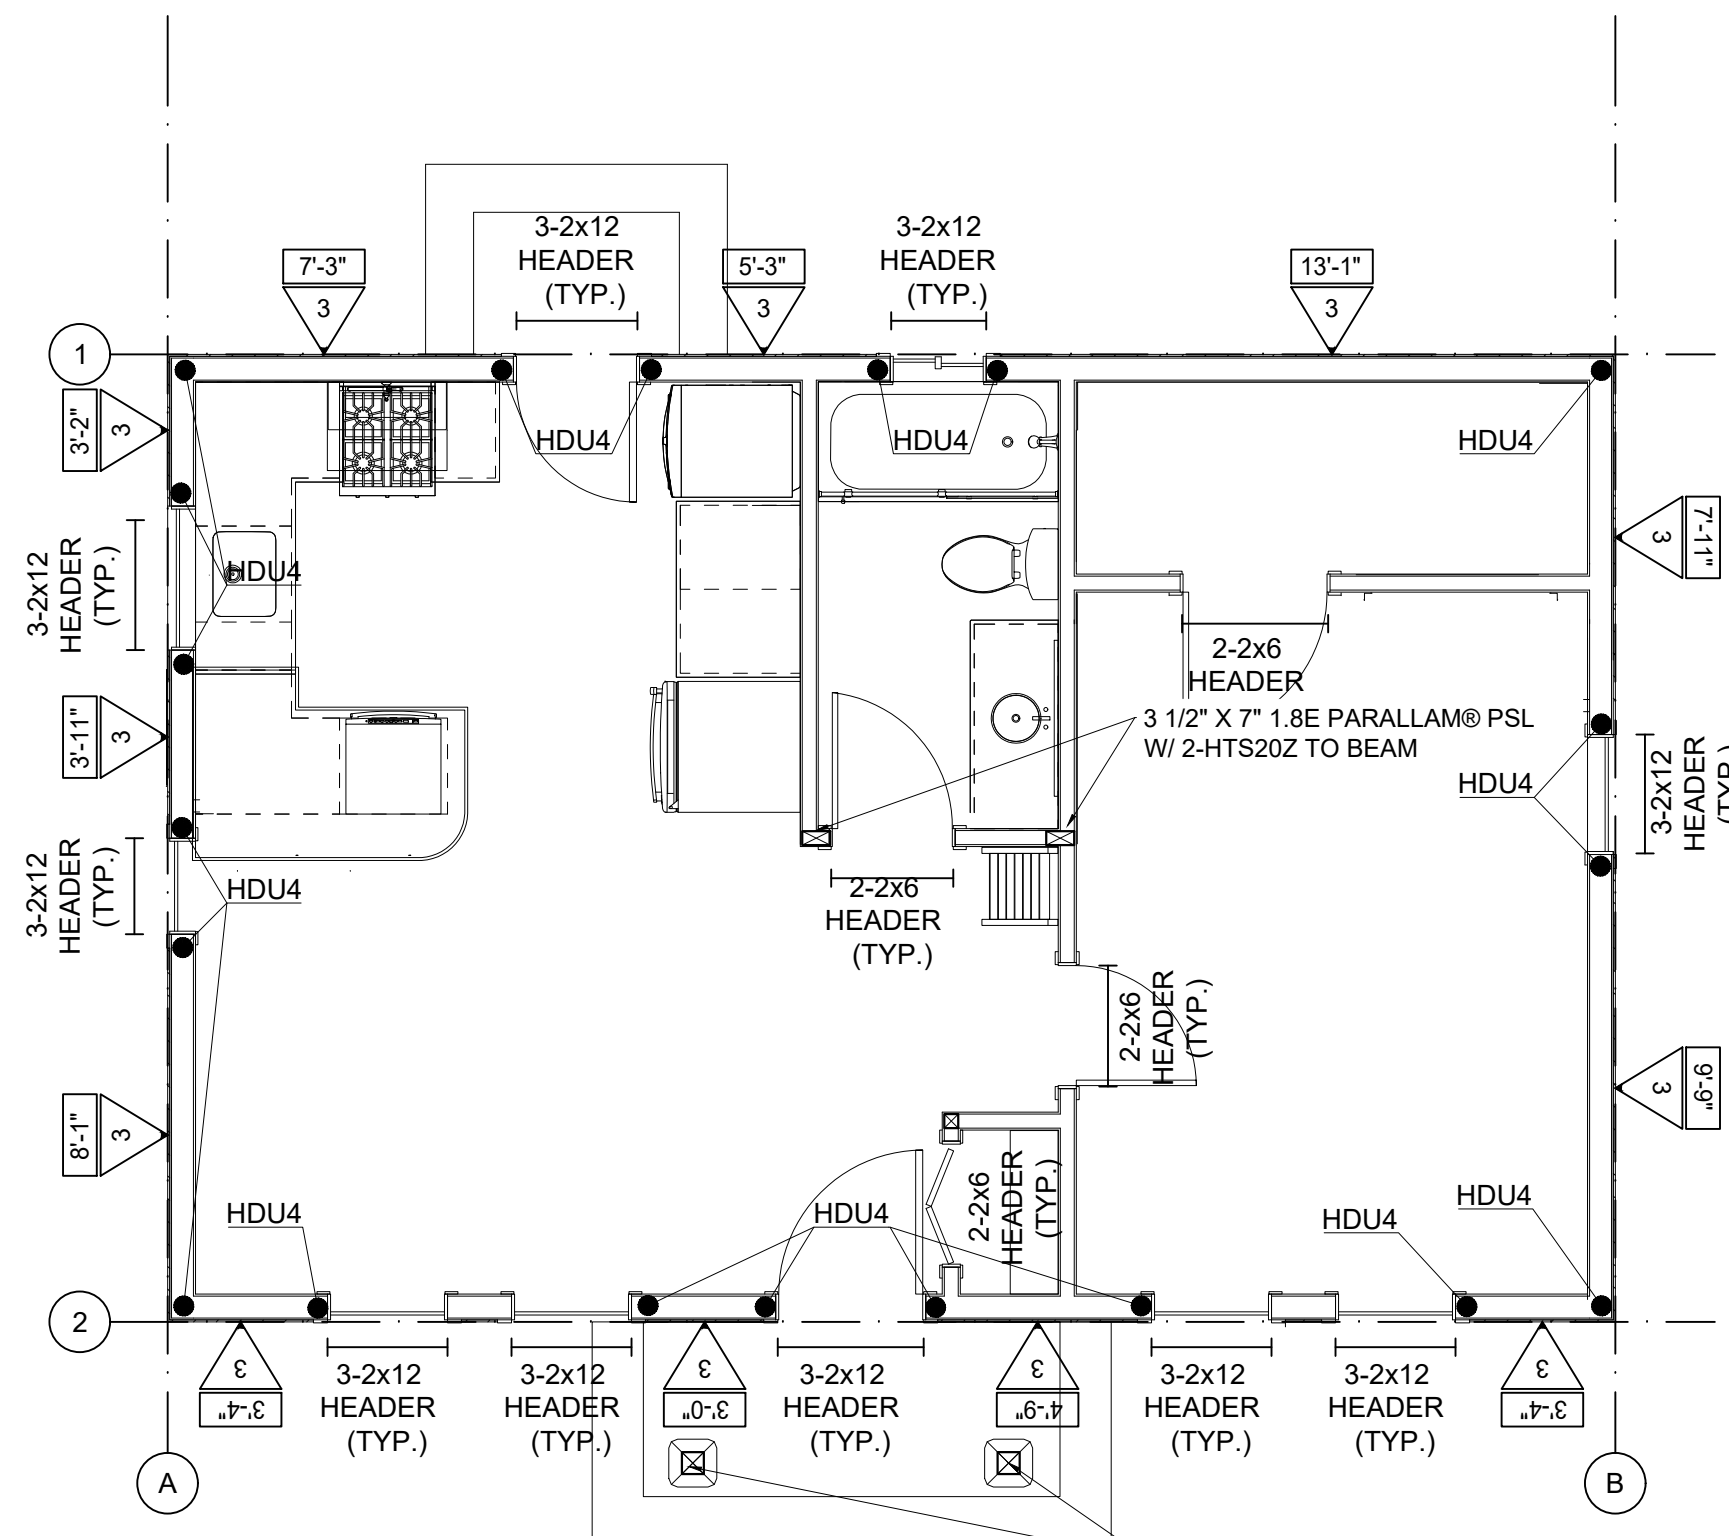 3-2x12
HEADER
(TYP.)
3-2x12
HEADER
(TYP.)
7'-3"
3
5'-3"
3
13'-1"
3
1
3'-2"
3
HDU4
HDU4
HDU4
7'-11"
3
3-2x12
HEADER
(TYP.)
HDU4
2-2x6
HEADER
3 1/2" X 7" 1.8E PARALLAM® PSL
W/ 2-HTS20Z TO BEAM
3'-11"
3
HDU4
3-2x12
HEADER
(TYP.)
3-2x12
HEADER
(TYP.)
HDU4
2-2x6
HEADER
(TYP.)
2-2x6
HEADER
(TYP.)
8'-1"
3
9'-9"
3
2-2x6
HEADER
(TYP.)
HDU4
HDU4
HDU4
HDU4
2
3
3'-4"
3-2x12
HEADER
(TYP.)
3-2x12
HEADER
(TYP.)
3
3'-0"
3-2x12
HEADER
(TYP.)
3
4'-9"
3-2x12
HEADER
(TYP.)
3-2x12
HEADER
(TYP.)
3
3'-4"
A
B